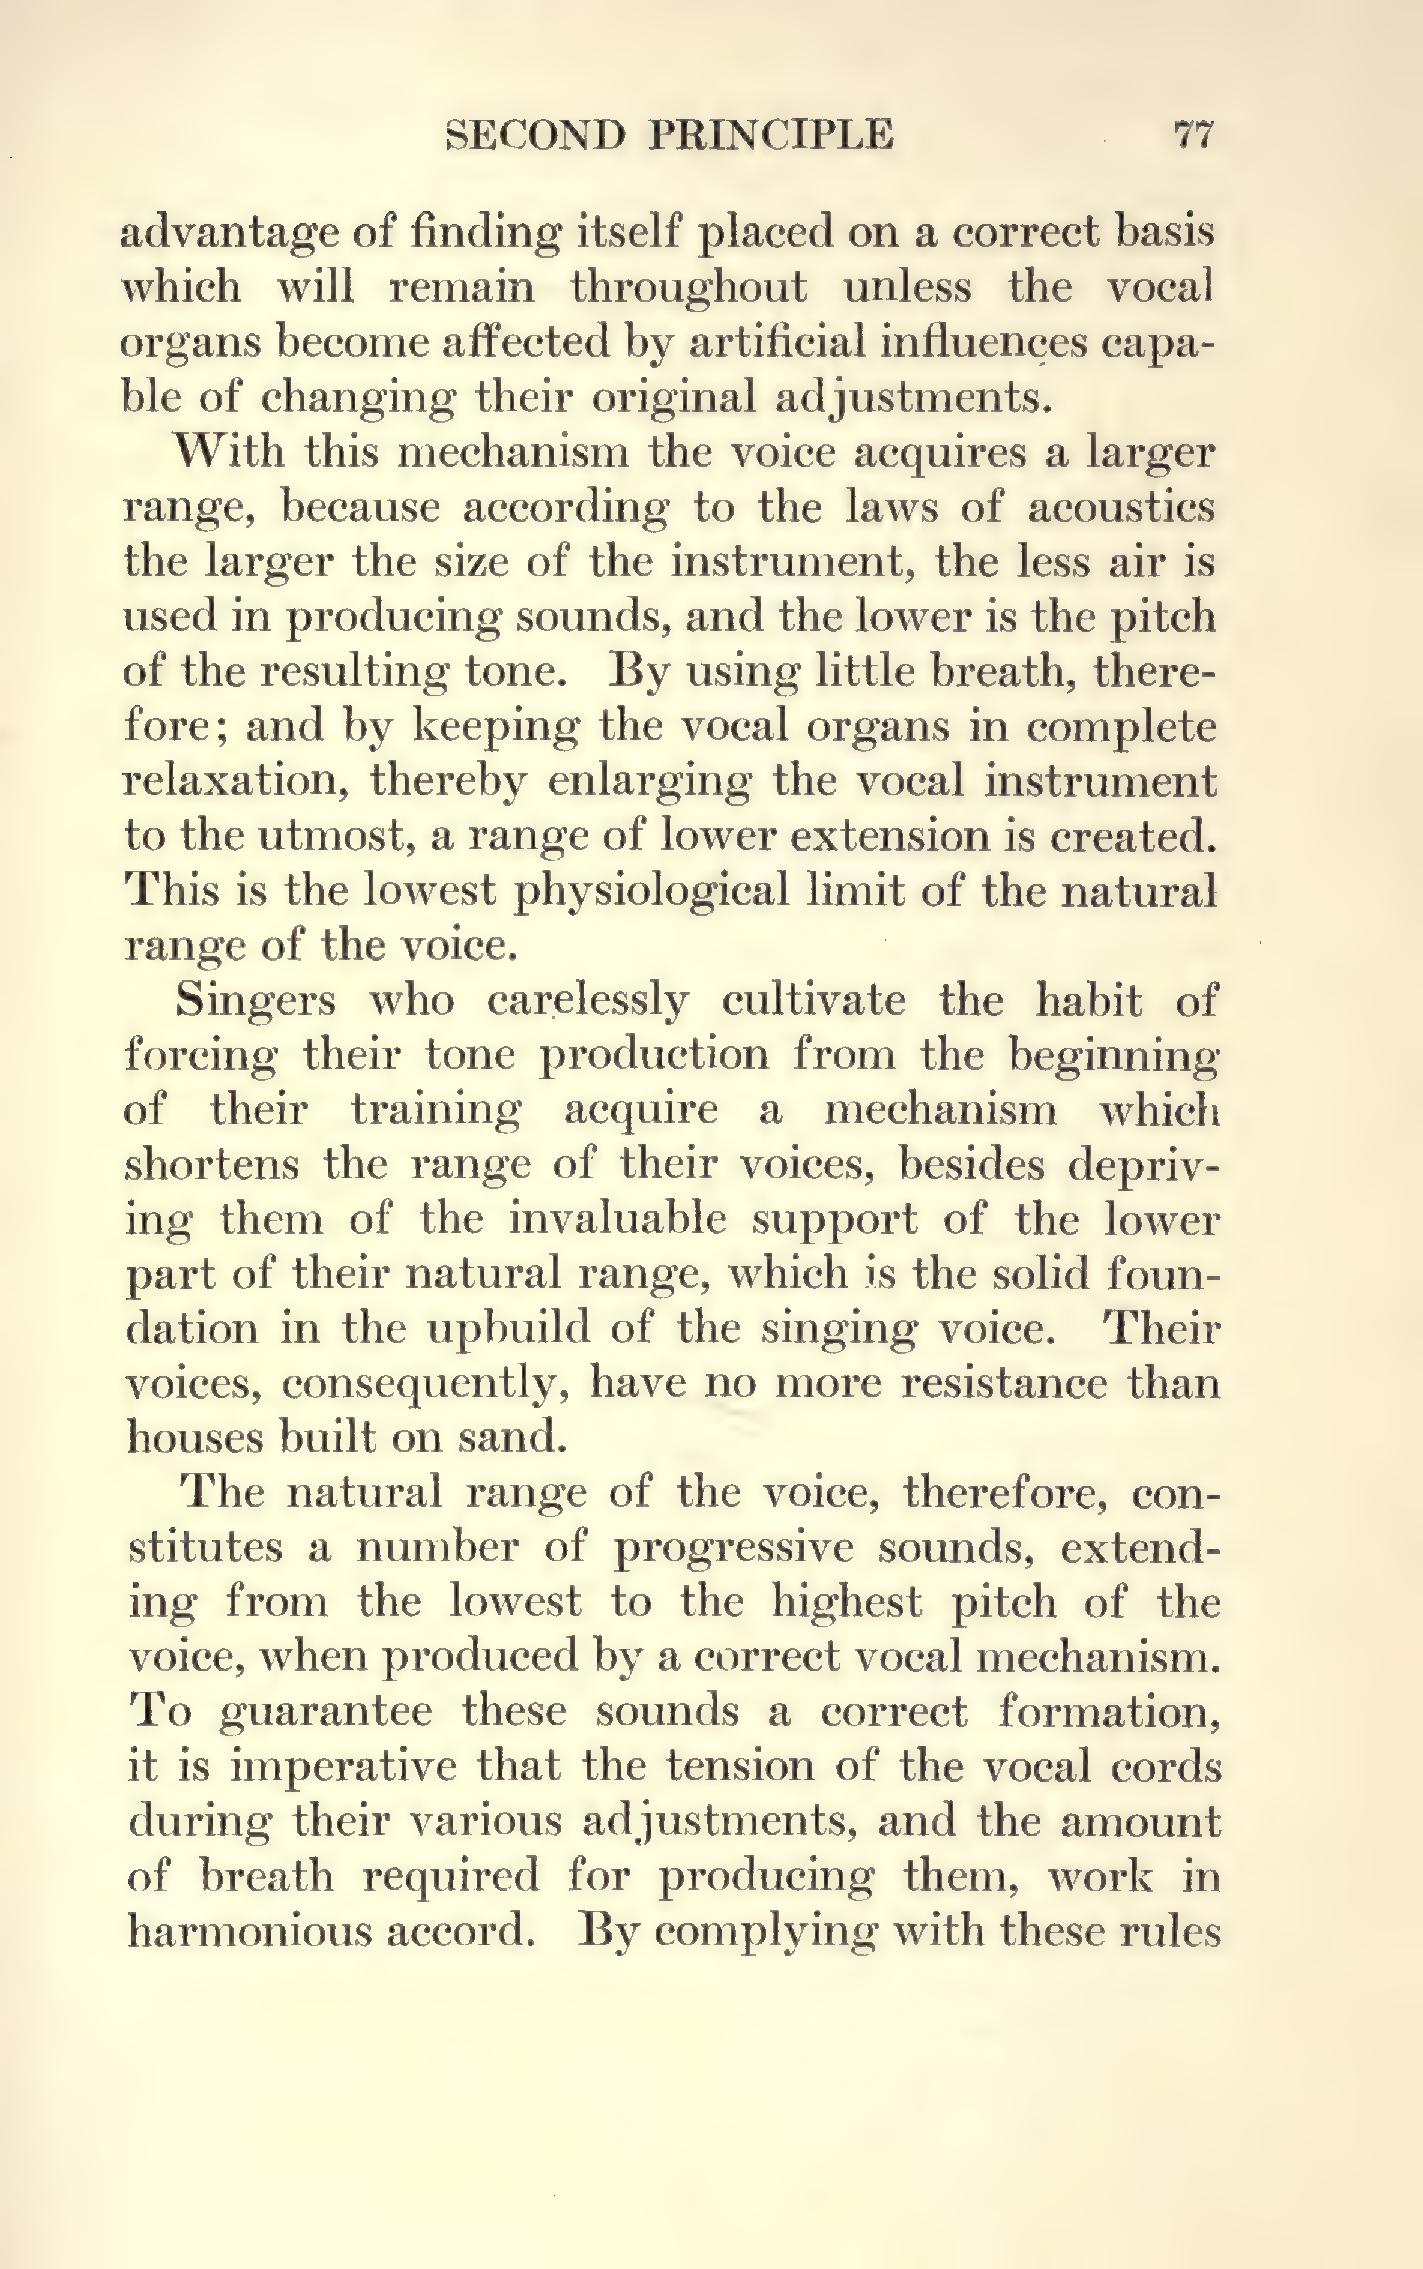 SECOND PRINCIPLE 77
advantage of finding itself placed on a correct basis
which will remain throughout unless the vocal
organs become affected by artificial influences capa-
ble of changing their original adjustments.
With this mechanism the voice acquires a larger
range, because according to the laws of acoustics
the larger the size of the instrument, the less air is
used in producing sounds, and the lower is the pitch
of the resulting tone. By using little breath, there-
fore; and by keeping the vocal organs in complete
relaxation, thereby enlarging the vocal instrument
to the utmost, a range of lower extension is created.
This is the lowest physiological limit of the natural
range of the voice.
Singers who carelessly cultivate the habit of
forcing their tone production from the beginning
of their training acquire a mechanism which
shortens the range of their voices, besides depriv-
ing them of the invaluable support of the lower
part of their natural range, which is the solid foun-
dation in the upbuild of the singing voice. Their
voices, consequently, have no more resistance than
houses built on sand.
The natural range of the voice, therefore, con-
stitutes a number of progressive sounds, extend-
ing from the lowest to the highest pitch of the
voice, when produced by a correct vocal mechanism.
To guarantee these sounds a correct formation,
it is imperative that the tension of the vocal cords
during their various adjustments, and the amount
of breath required for producing them, work in
harmonious accord. By complying with these rules